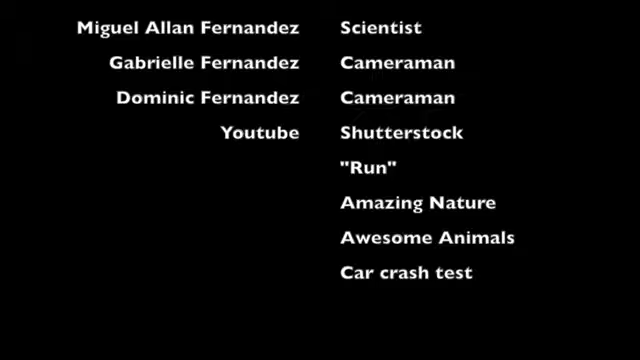 Miguel Allan Fernandez Scientist
Gabrielle Fernandez Cameraman
Dominic Fernandez Cameraman
Youtube Shutterstock
"Run"
Amazing Nature
Awesome Animals
Car crash test